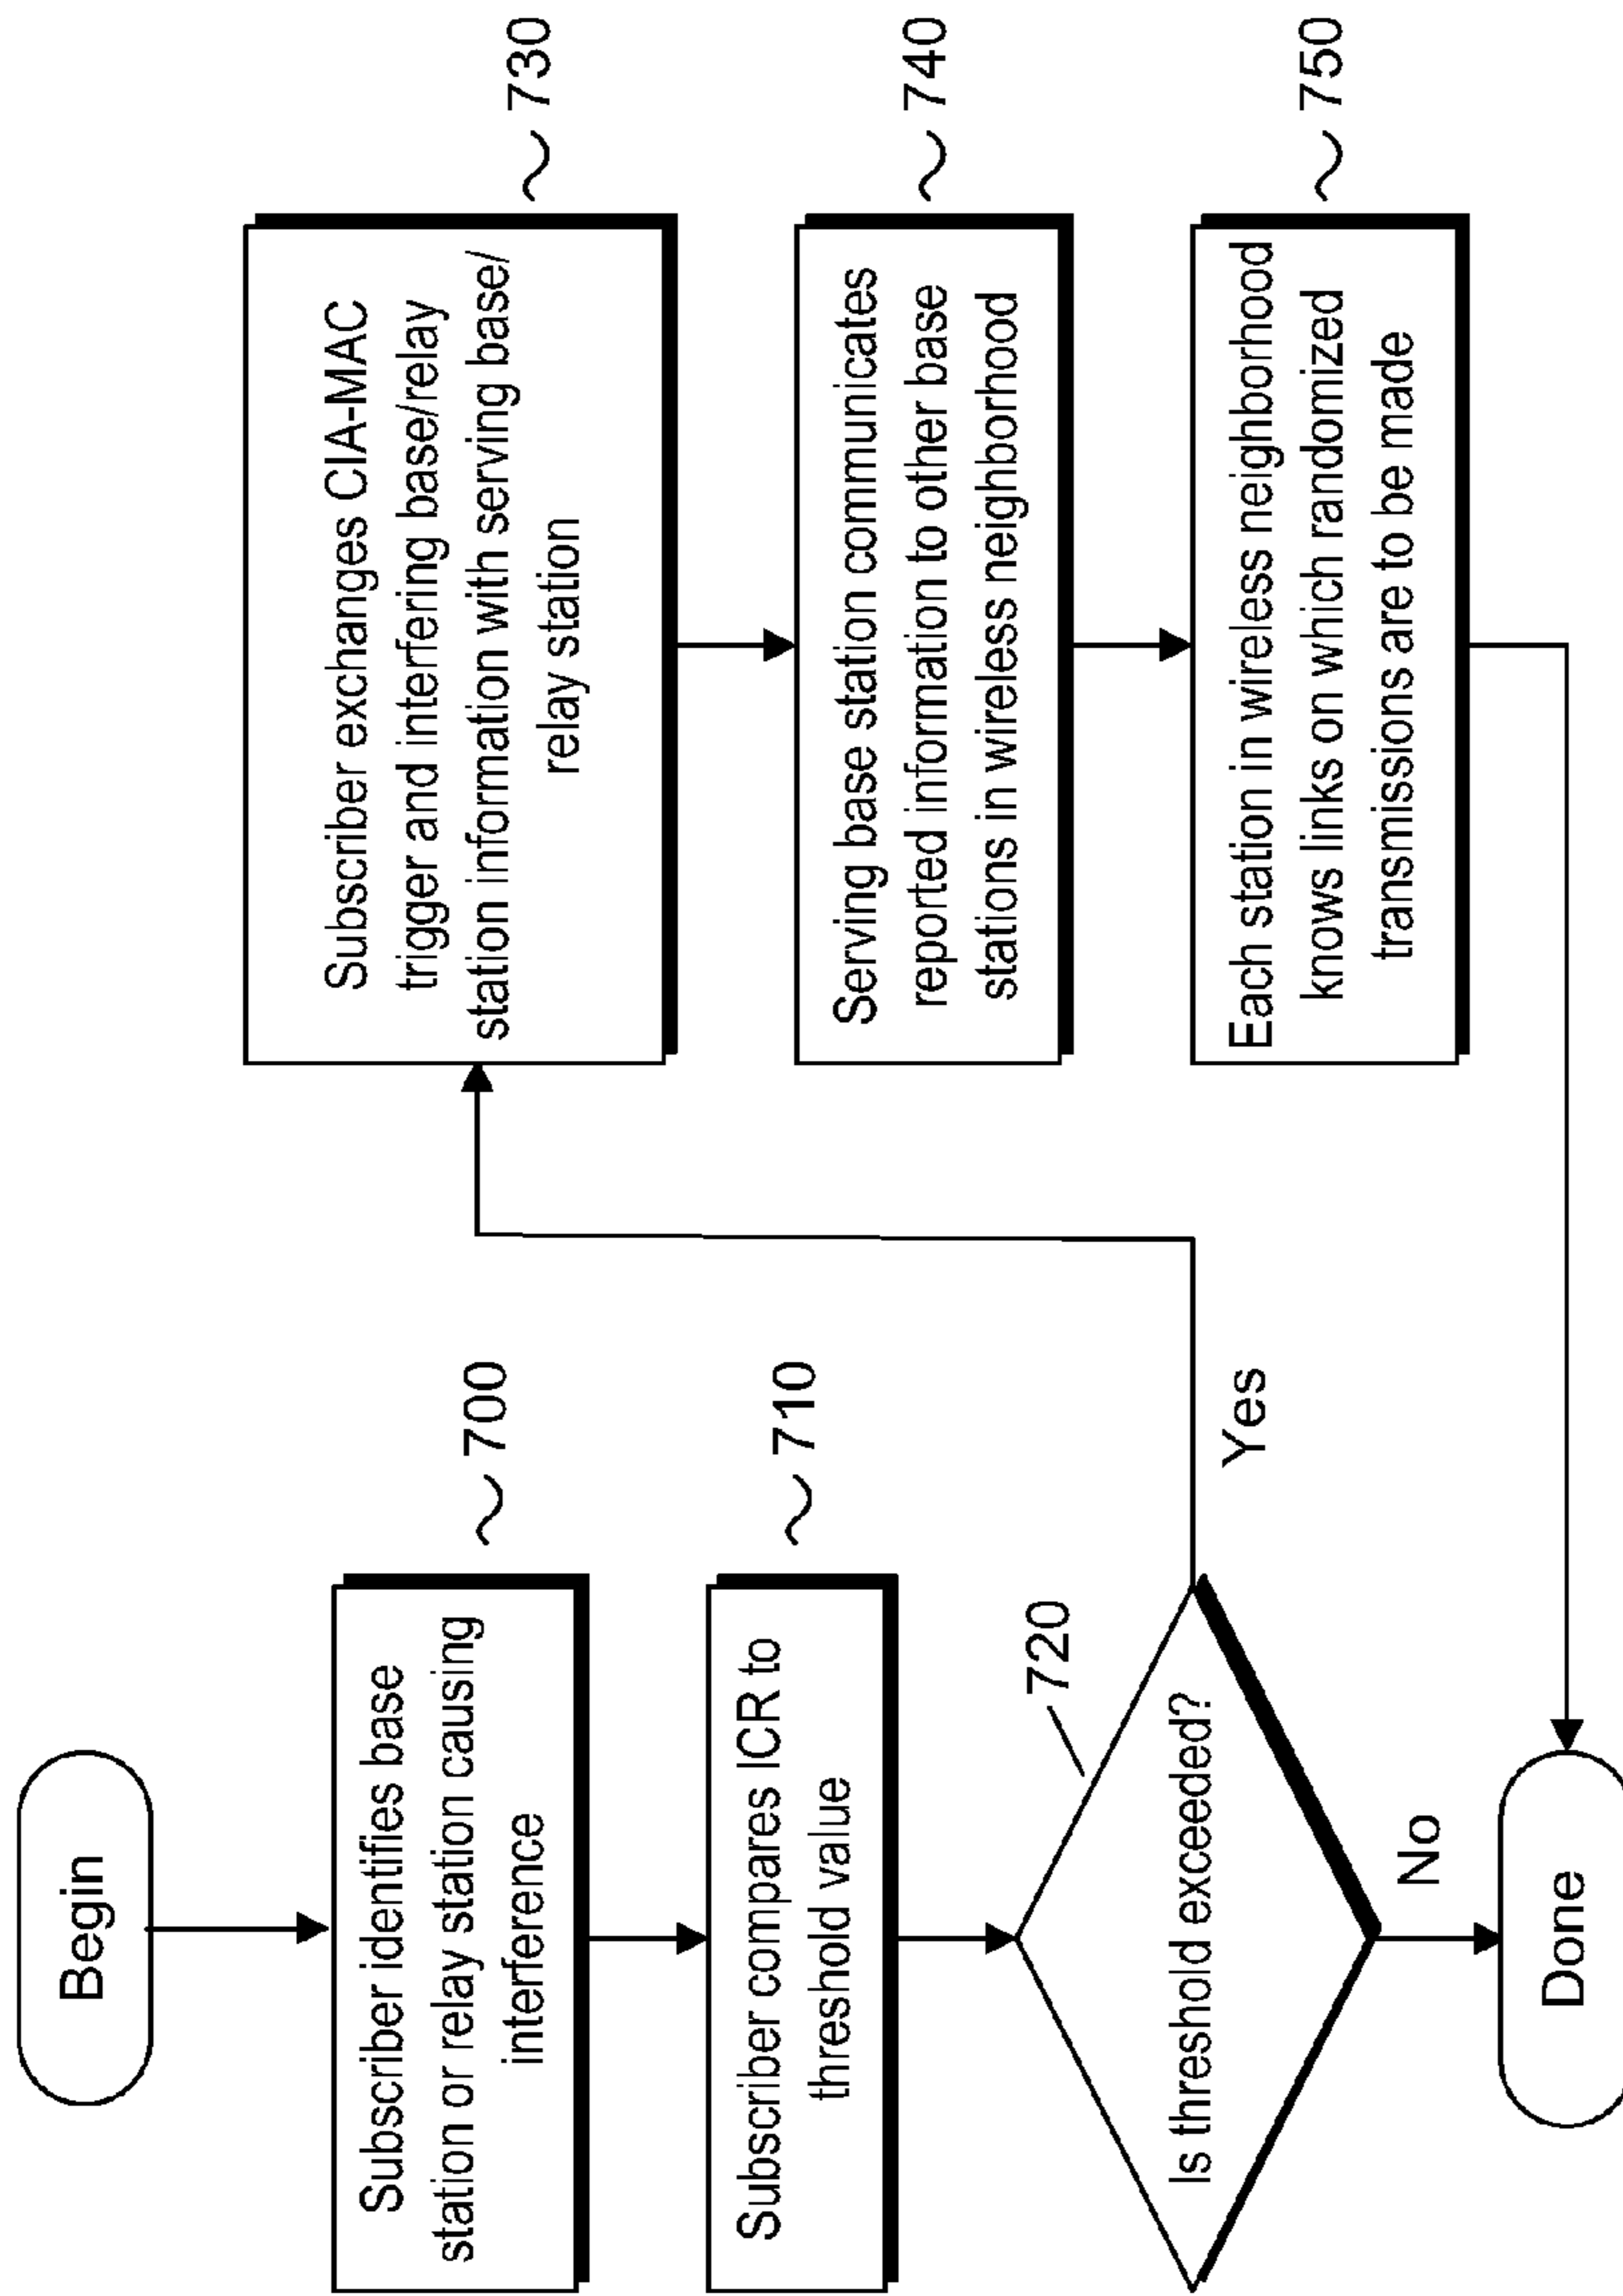 Begin
Subscriber identifies base
station or relay station causing
interference
700
Subscriber compares ICR to
threshold value
710
Is threshold exceeded?
720
Yes
No
Subscriber exchanges CIA-MAC
trigger and interfering base/relay
station information with serving base/
relay station
730
Serving base station communicates
reported information to other base
stations in wireless neighborhood
740
Each station in wireless neighborhood
knows links on which randomized
transmissions are to be made
750
Done